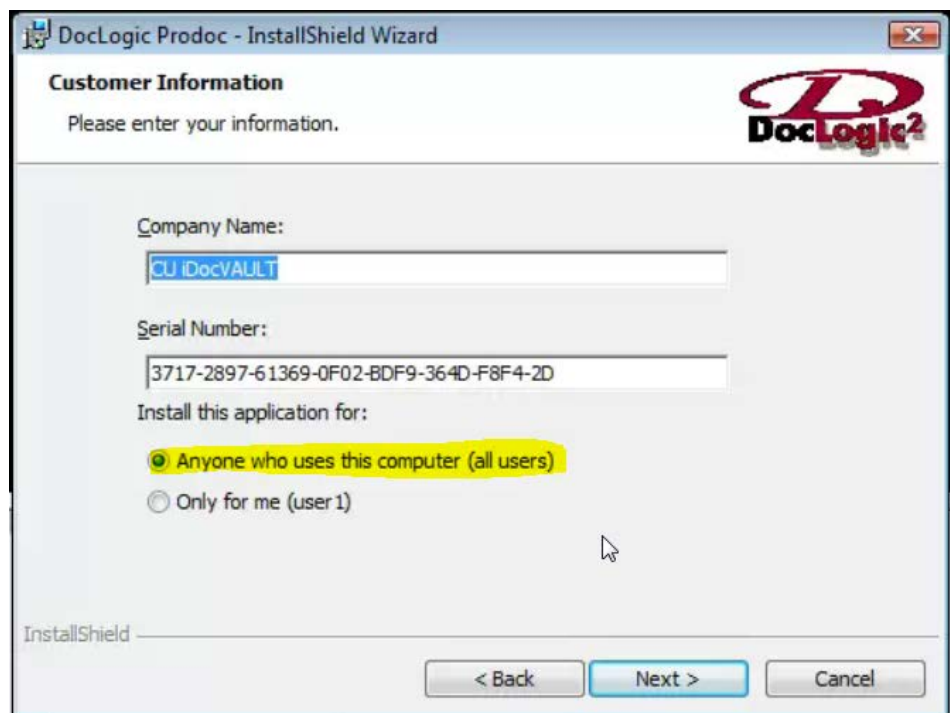 DocLogic Prodoc - InstallShield Wizard
Customer Information
Please enter your information.
DocLogic2
Company Name:
CU iDocVAULT
Serial Number:
3717-2897-61369-0F02-BDF9-364D-F8F4-2D
Install this application for:
Anyone who uses this computer (all users)
Only for me (user1)
InstallShield
< Back Next > Cancel